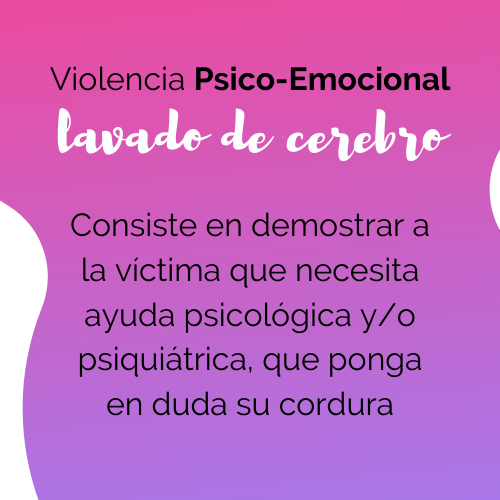 Violencia Psico-Emocional
lavado de cerebro
Consiste en demostrar a
la víctima que necesita
ayuda psicológica y/o
psiquiátrica, que ponga
en duda su cordura